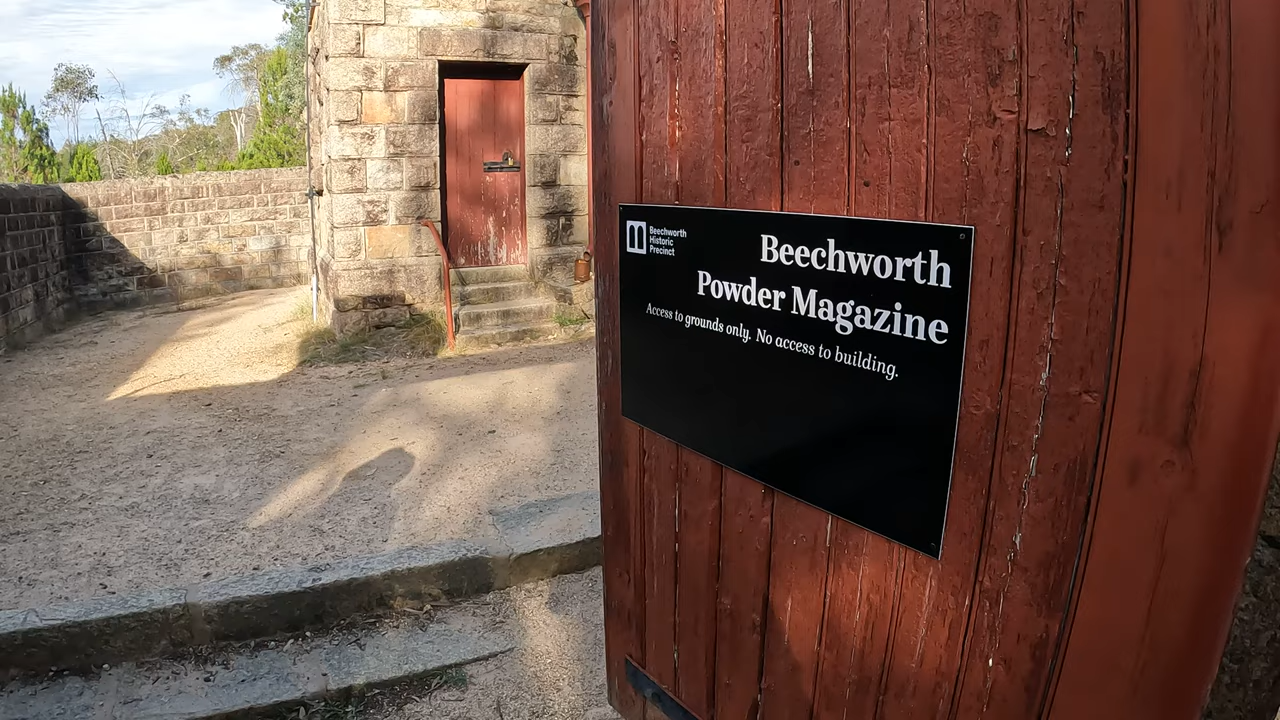 Beechworth
Historic
Precinct
Beechworth
Powder Magazine
Access to grounds only. No access to building.